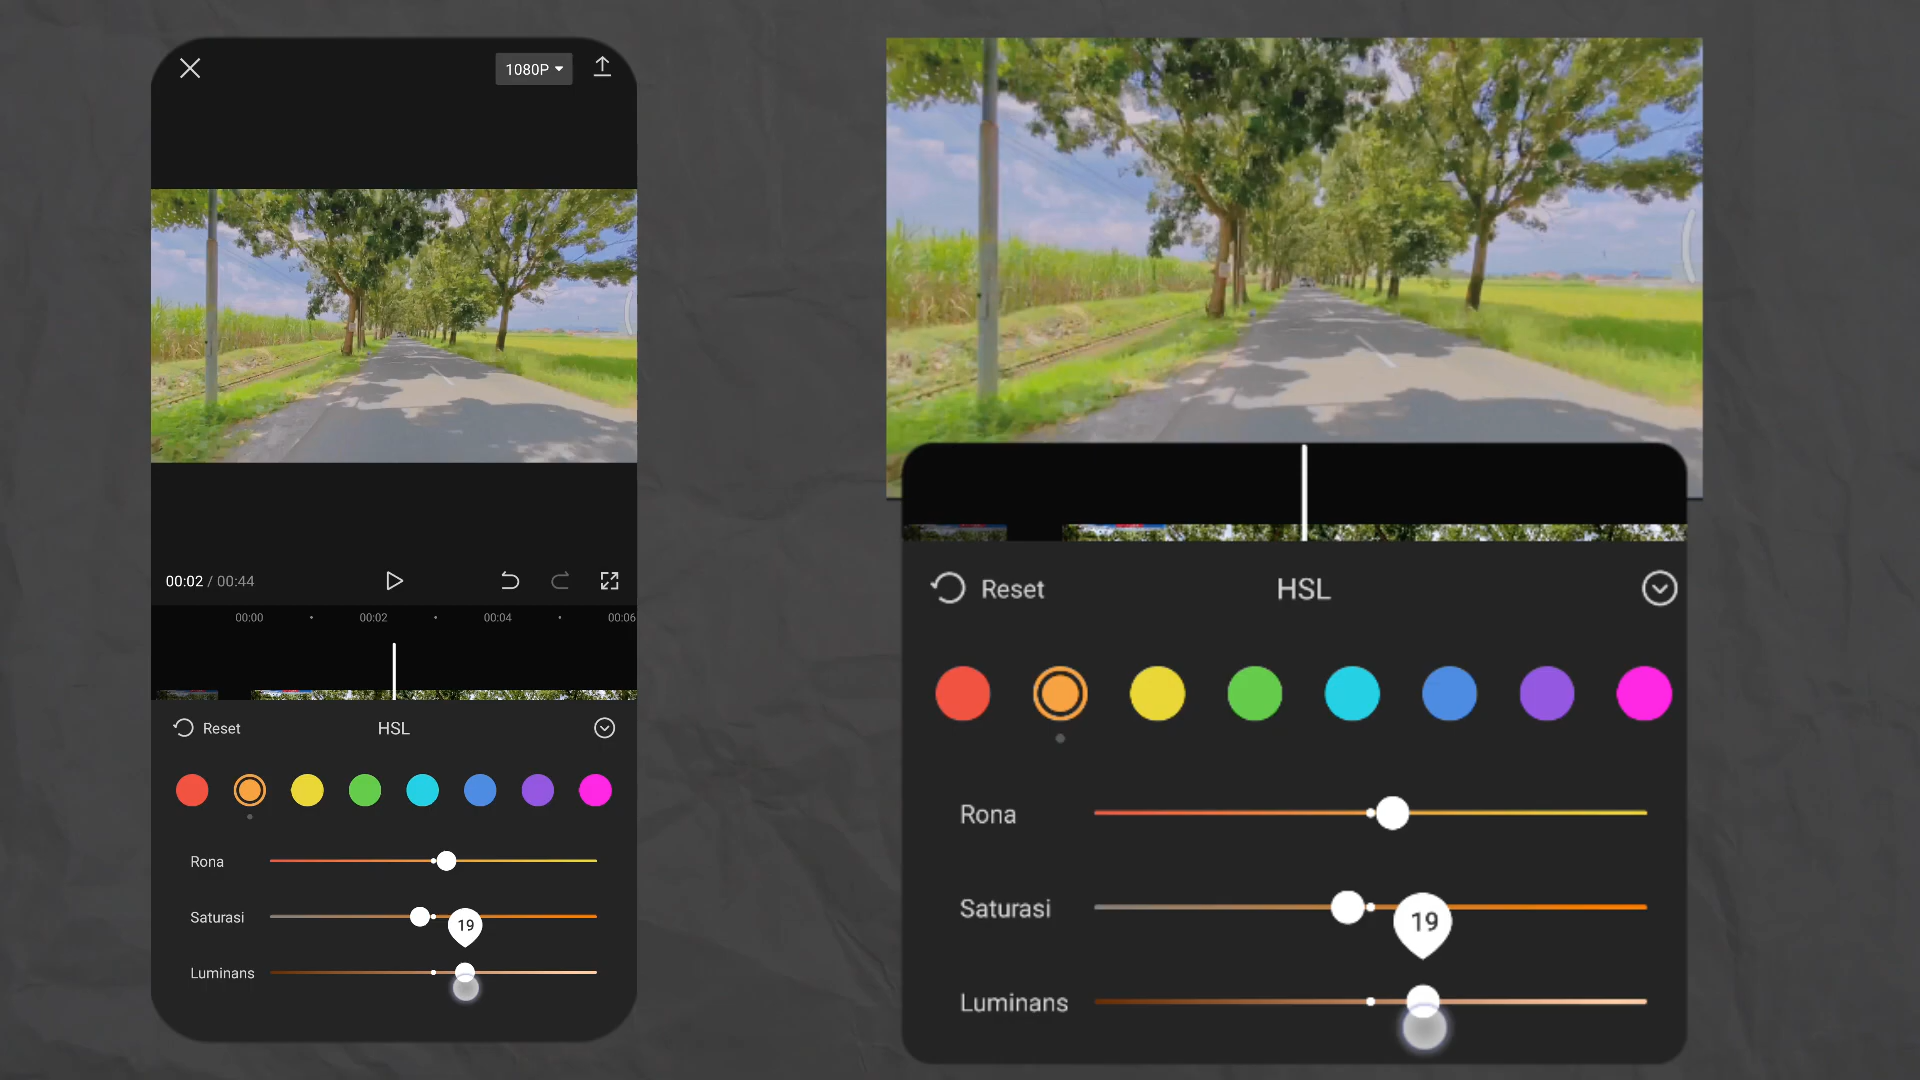 1080P
00:02 / 00:44
00:00 00:02 00:04 00:06
Reset HSL
Rona
Saturasi
19
Luminans
Reset HSL
Rona
Saturasi
19
Luminans